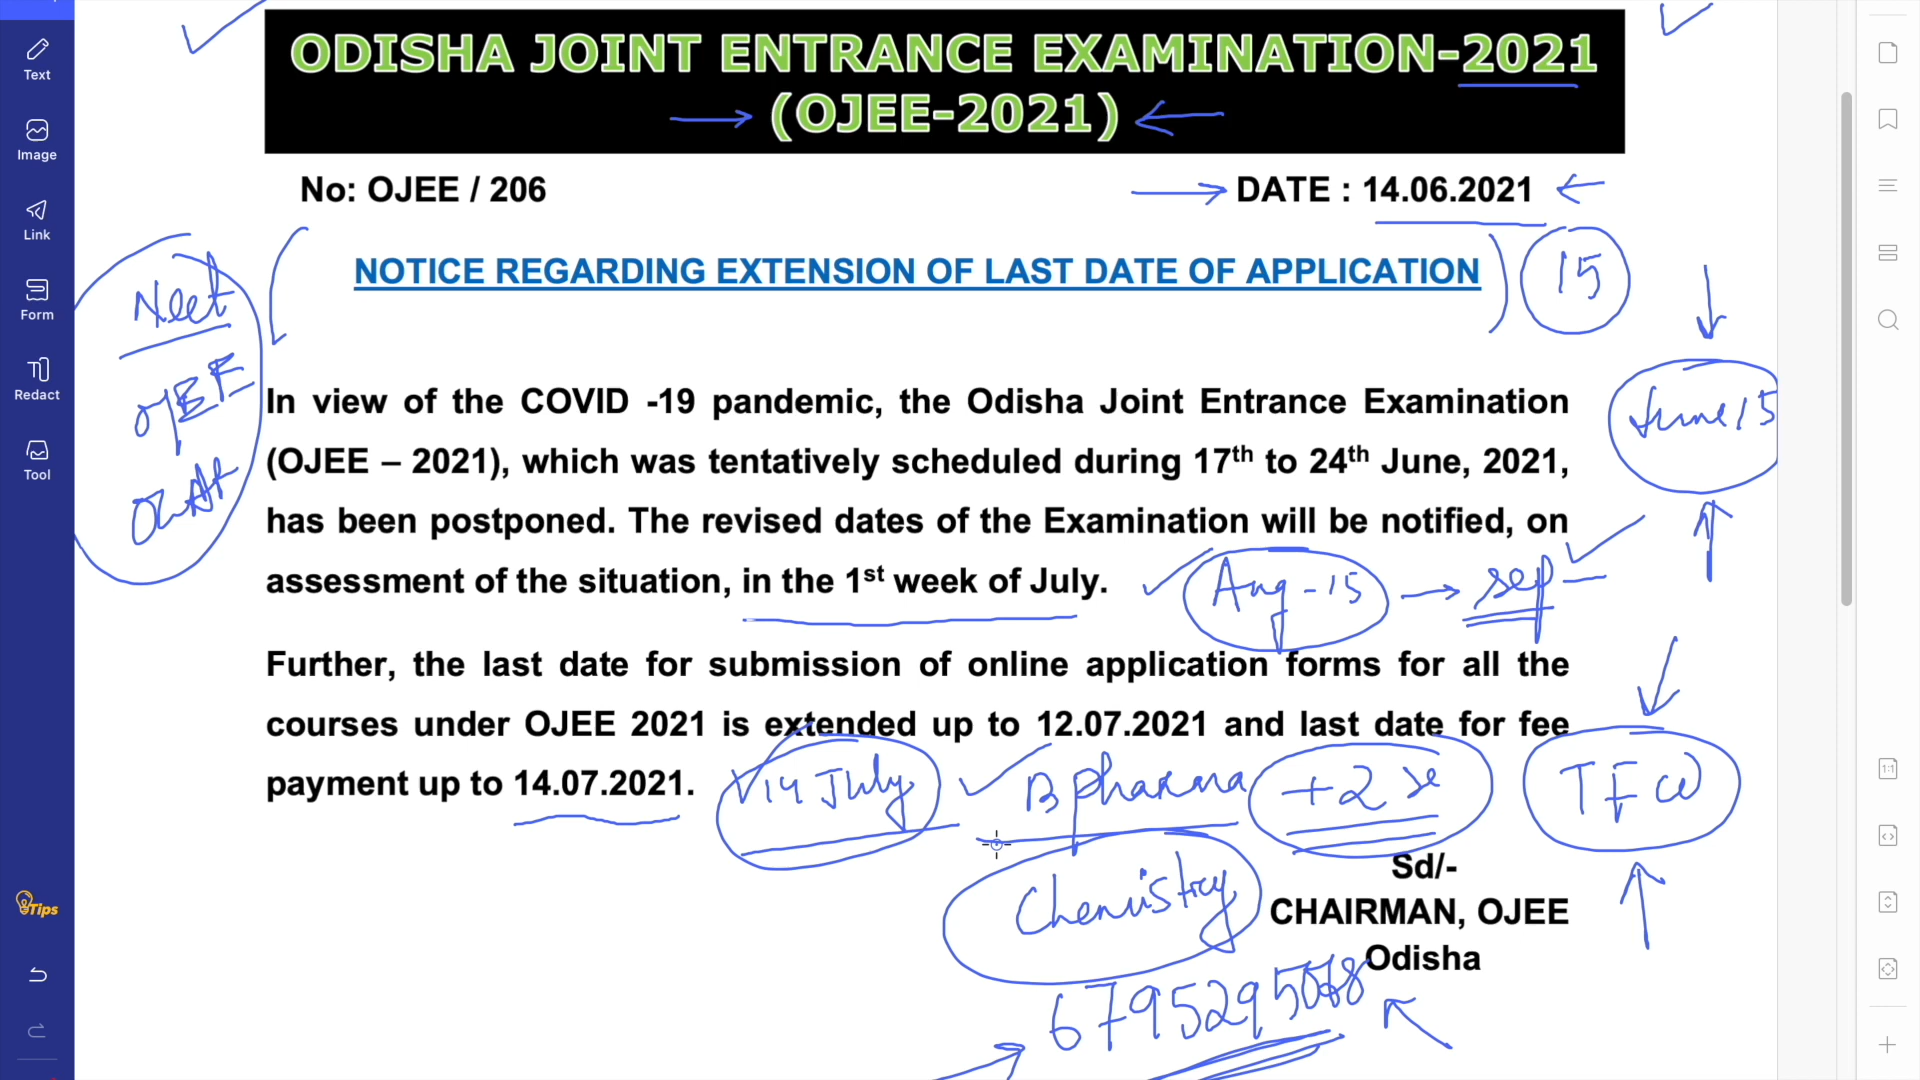 Text
Image
Link
Form
Redact
Tool
Tips
ODISHA JOINT ENTRANCE EXAMINATION-2021
(OJEE-2021)
No: OJEE / 206
DATE : 14.06.2021
NOTICE REGARDING EXTENSION OF LAST DATE OF APPLICATION
15
Neet
OJEE
June 15
In view of the COVID -19 pandemic, the Odisha Joint Entrance Examination
(OJEE – 2021), which was tentatively scheduled during 17th to 24th June, 2021,
has been postponed. The revised dates of the Examination will be notified, on
assessment of the situation, in the 1st week of July.
Aug-15 → sep
Further, the last date for submission of online application forms for all the
courses under OJEE 2021 is extended up to 12.07.2021 and last date for fee
payment up to 14.07.2021.
14 July
B pharma
+2 sc
TFW
Chemistry
Sd/-
CHAIRMAN, OJEE
Odisha
1:1